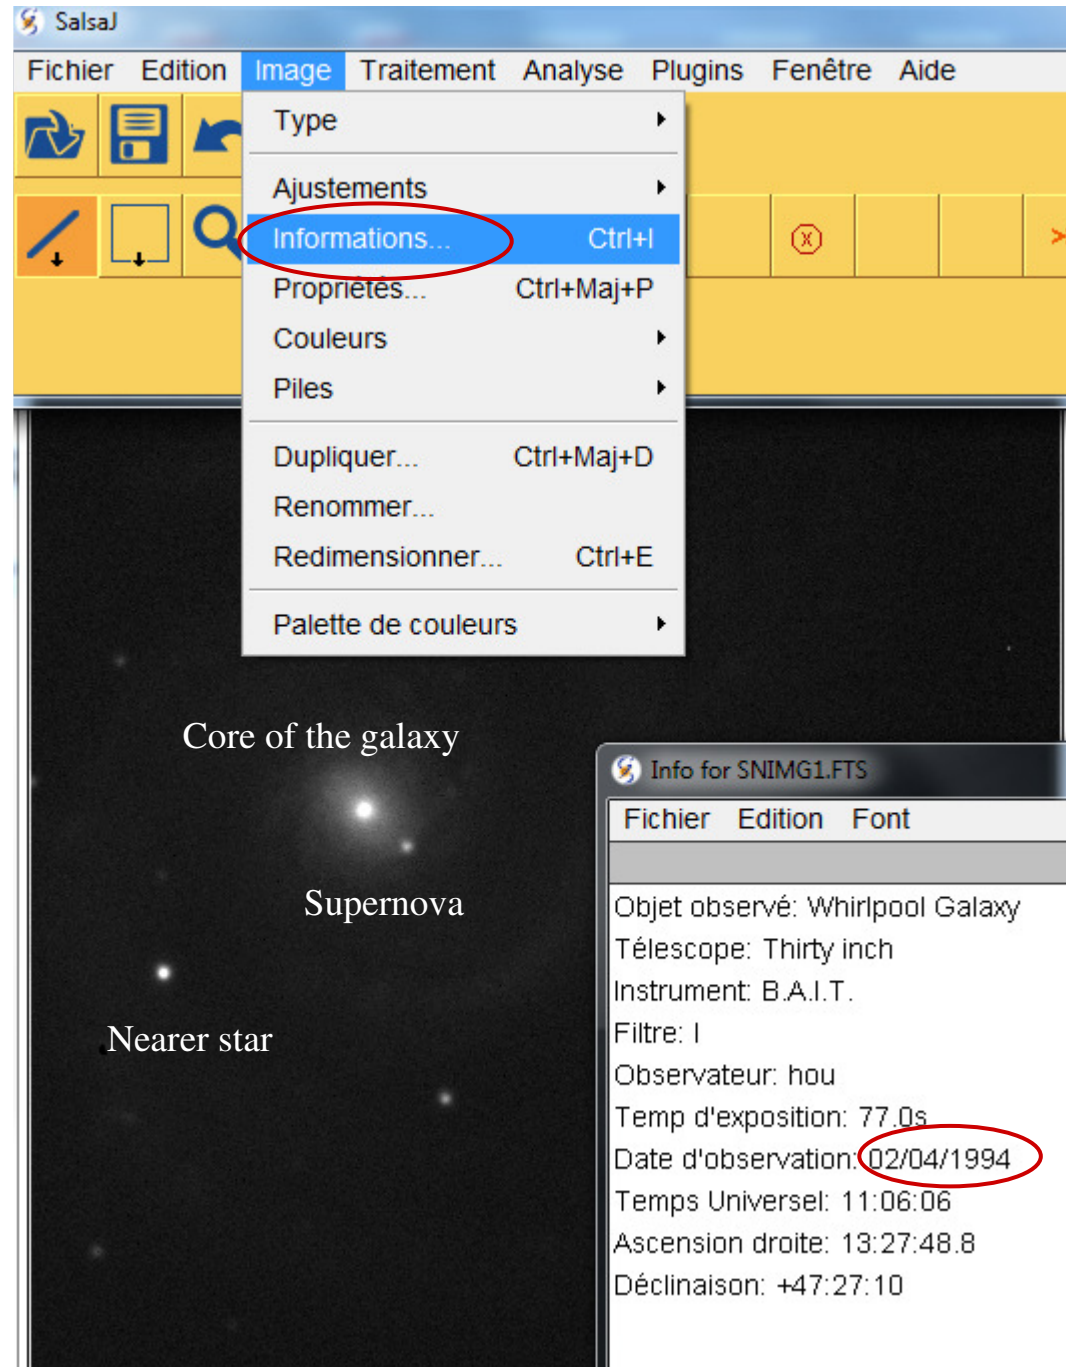 SalsaJ
Fichier Edition Image Traitement Analyse Plugins Fenêtre Aide
Type
Ajustements
Informations... Ctrl+I
Propriétés... Ctrl+Maj+P
Couleurs
Piles
Dupliquer... Ctrl+Maj+D
Renommer...
Redimensionner... Ctrl+E
Palette de couleurs
Core of the galaxy
Supernova
Nearer star
Info for SNIMG1.FTS
Fichier Edition Font
Objet observé: Whirlpool Galaxy
Télescope: Thirty inch
Instrument: B.A.I.T.
Filtre: I
Observateur: hou
Temp d'exposition: 77.0s
Date d'observation: 02/04/1994
Temps Universel: 11:06:06
Ascension droite: 13:27:48.8
Déclinaison: +47:27:10